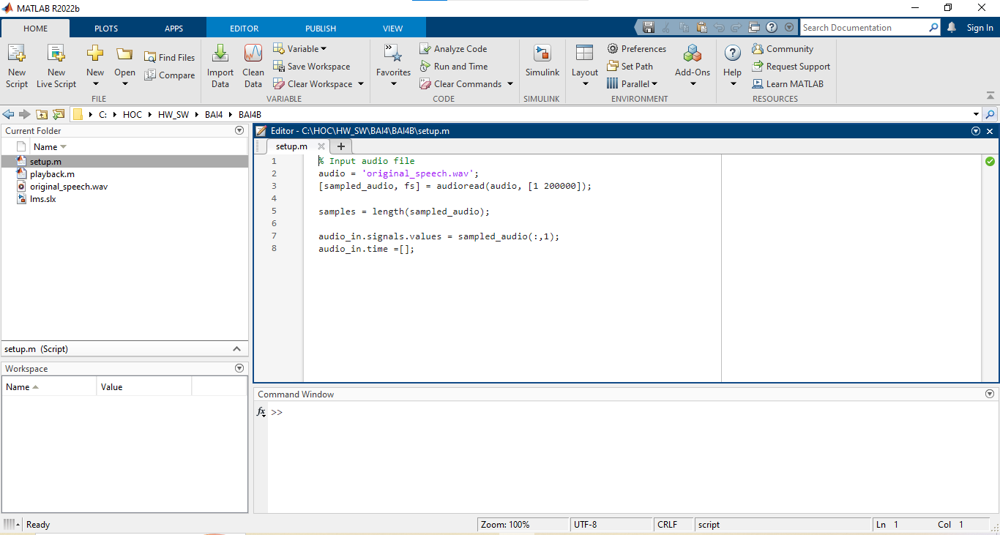 MATLAB R2022b
HOME PLOTS APPS EDITOR PUBLISH VIEW
Search Documentation
Sign In
New Script
New Live Script
New
Open
Find Files
Compare
FILE
Import Data
Clean Data
Variable
Save Workspace
Clear Workspace
VARIABLE
Favorites
Analyze Code
Run and Time
Clear Commands
CODE
Simulink
SIMULINK
Layout
Preferences
Set Path
Parallel
Add-Ons
ENVIRONMENT
Help
Community
Request Support
Learn MATLAB
RESOURCES
C: HOC HW_SW BAI4 BAI4B
Current Folder
Name
setup.m
playback.m
original_speech.wav
lms.slx
setup.m (Script)
Workspace
Name Value
Editor - C:\HOC\HW_SW\BAI4\BAI4B\setup.m
setup.m
1 % Input audio file
2 audio = 'original_speech.wav';
3 [sampled_audio, fs] = audioread(audio, [1 200000]);
4
5 samples = length(sampled_audio);
6
7 audio_in.signals.values = sampled_audio(:,1);
8 audio_in.time =[];
Command Window
fx >>
Ready
Zoom: 100% UTF-8 CRLF script Ln 1 Col 1